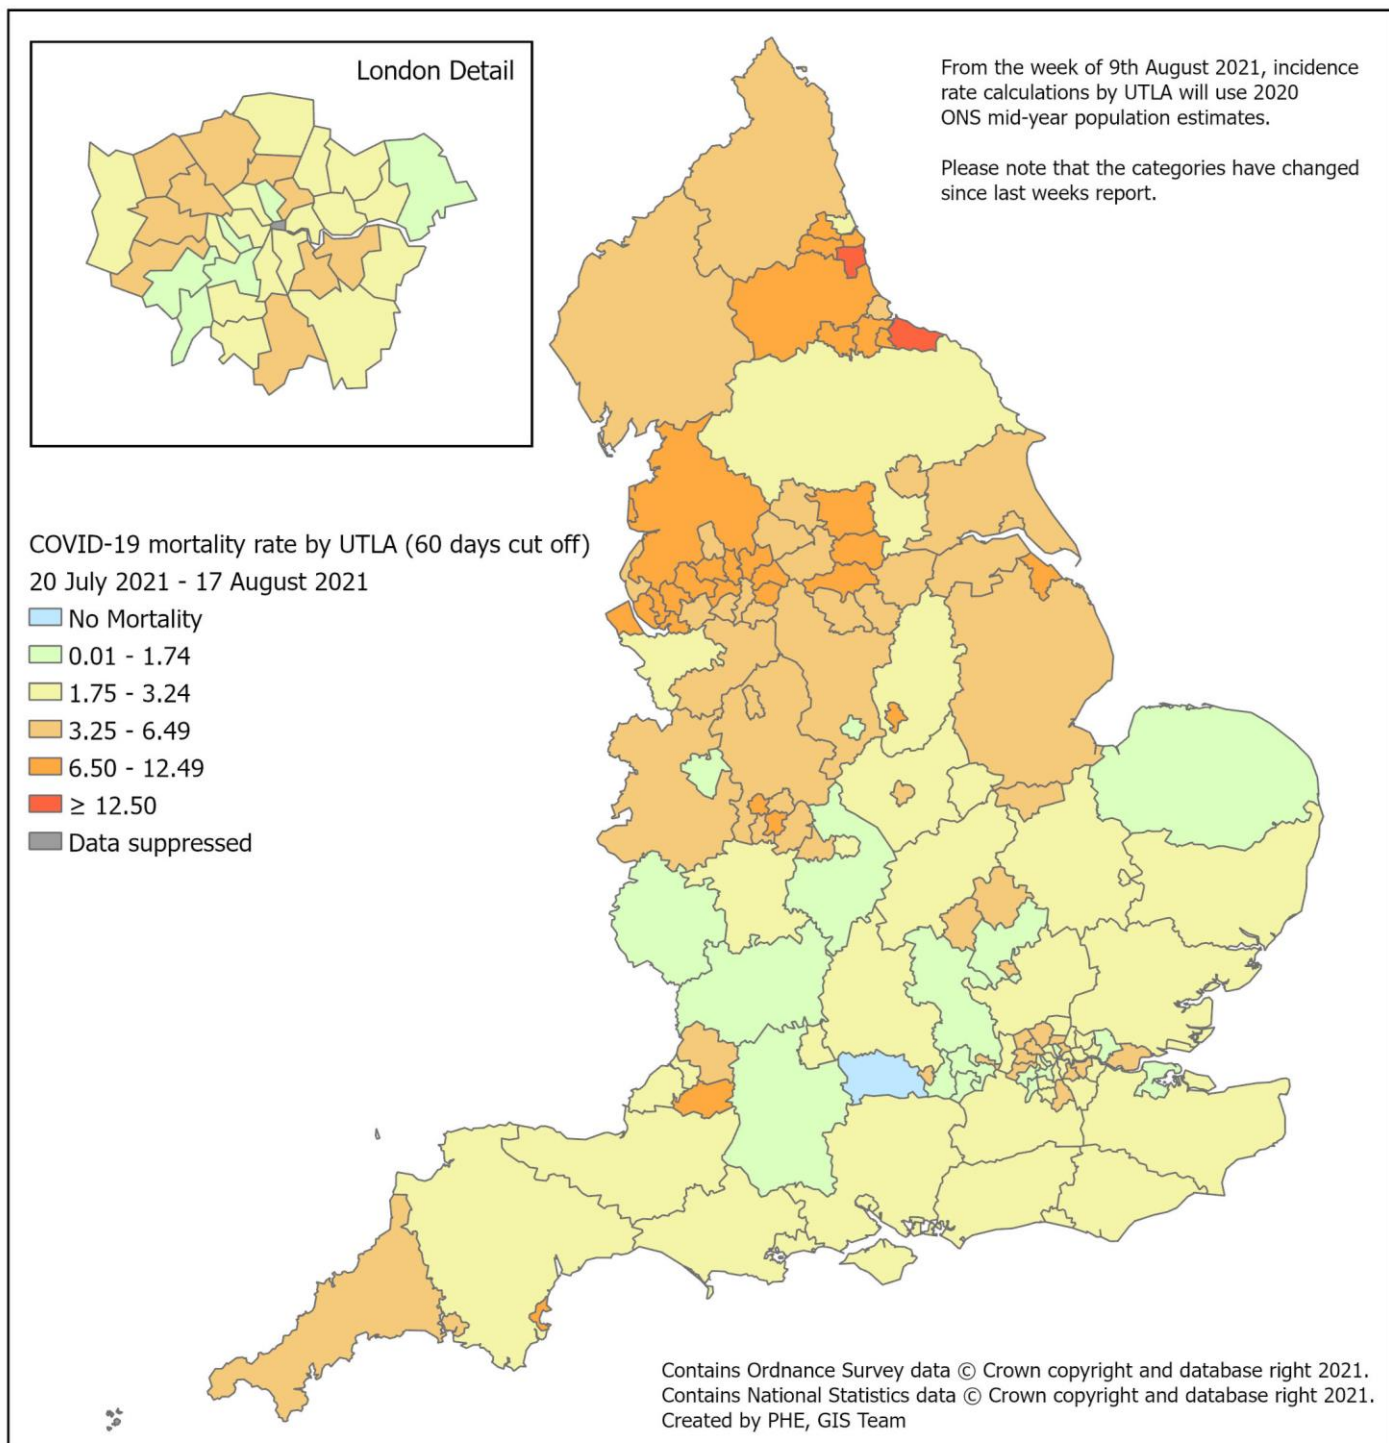 London Detail
From the week of 9th August 2021, incidence
rate calculations by UTLA will use 2020
ONS mid-year population estimates.
Please note that the categories have changed
since last weeks report.
COVID-19 mortality rate by UTLA (60 days cut off)
20 July 2021 - 17 August 2021
No Mortality
0.01 - 1.74
1.75 - 3.24
3.25 - 6.49
6.50 - 12.49
≥ 12.50
Data suppressed
Contains Ordnance Survey data © Crown copyright and database right 2021.
Contains National Statistics data © Crown copyright and database right 2021.
Created by PHE, GIS Team